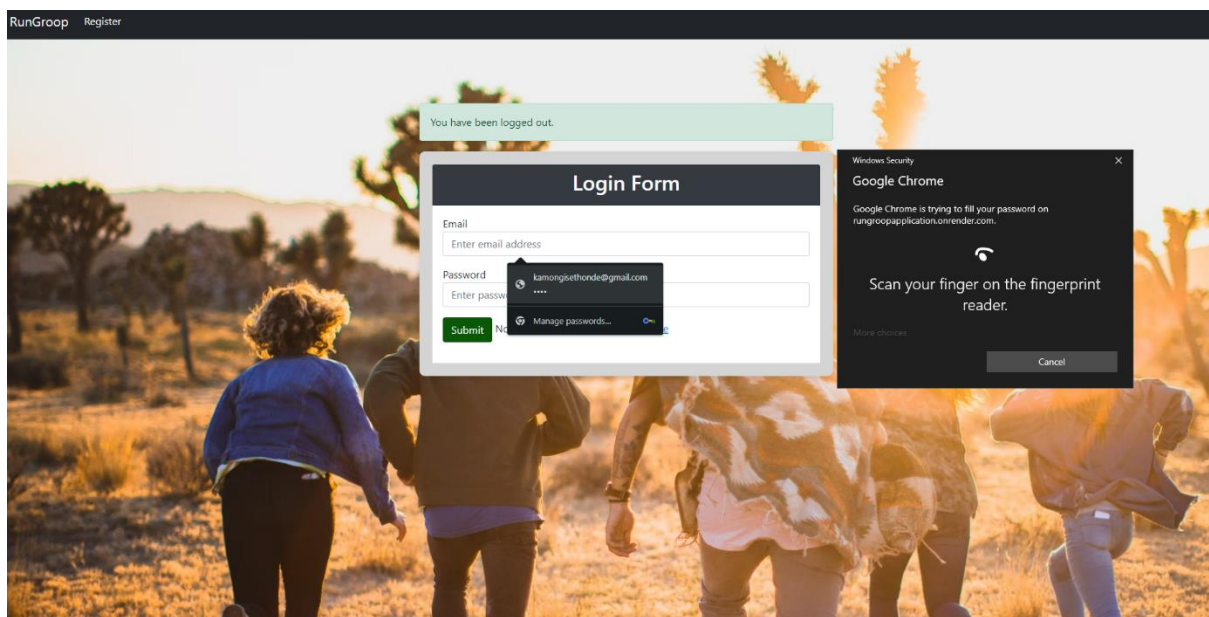 RunGroop Register
You have been logged out.
Login Form
Email
Enter email address
Password
kamongisethonde@gmail.com
••••
Enter passw
Manage passwords...
Submit
Windows Security
Google Chrome
Google Chrome is trying to fill your password on
rungroopapplication.onrender.com.
Scan your finger on the fingerprint
reader.
More choices
Cancel